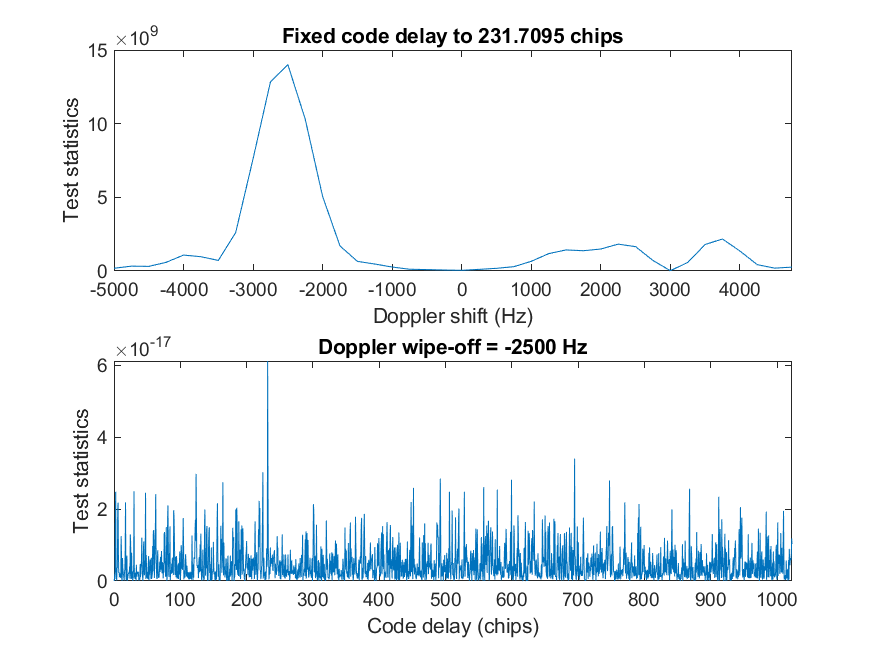 ×10^9
Fixed code delay to 231.7095 chips
15
10
5
0
Test statistics
-5000 -4000 -3000 -2000 -1000 0 1000 2000 3000 4000
Doppler shift (Hz)
×10^-17
Doppler wipe-off = -2500 Hz
6
4
2
0
Test statistics
0 100 200 300 400 500 600 700 800 900 1000
Code delay (chips)